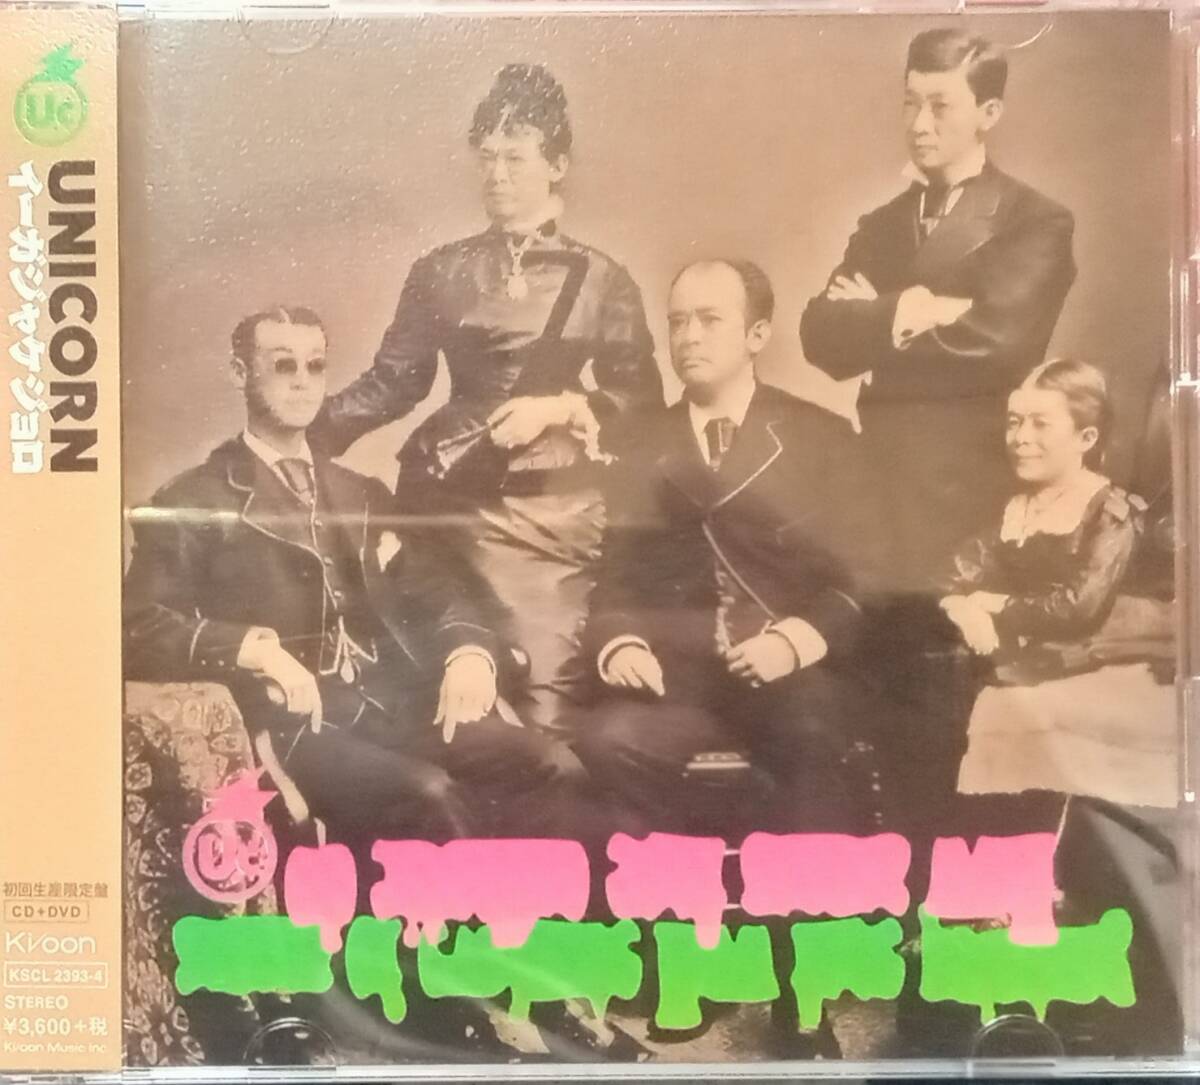 Uc
UNICORN
イーガジャケジョロ
初回生産限定盤
CD+DVD
Ki/oon
KSCL 2393-4
STEREO
¥3,600+税
Ki/oon Music Inc.
Uc